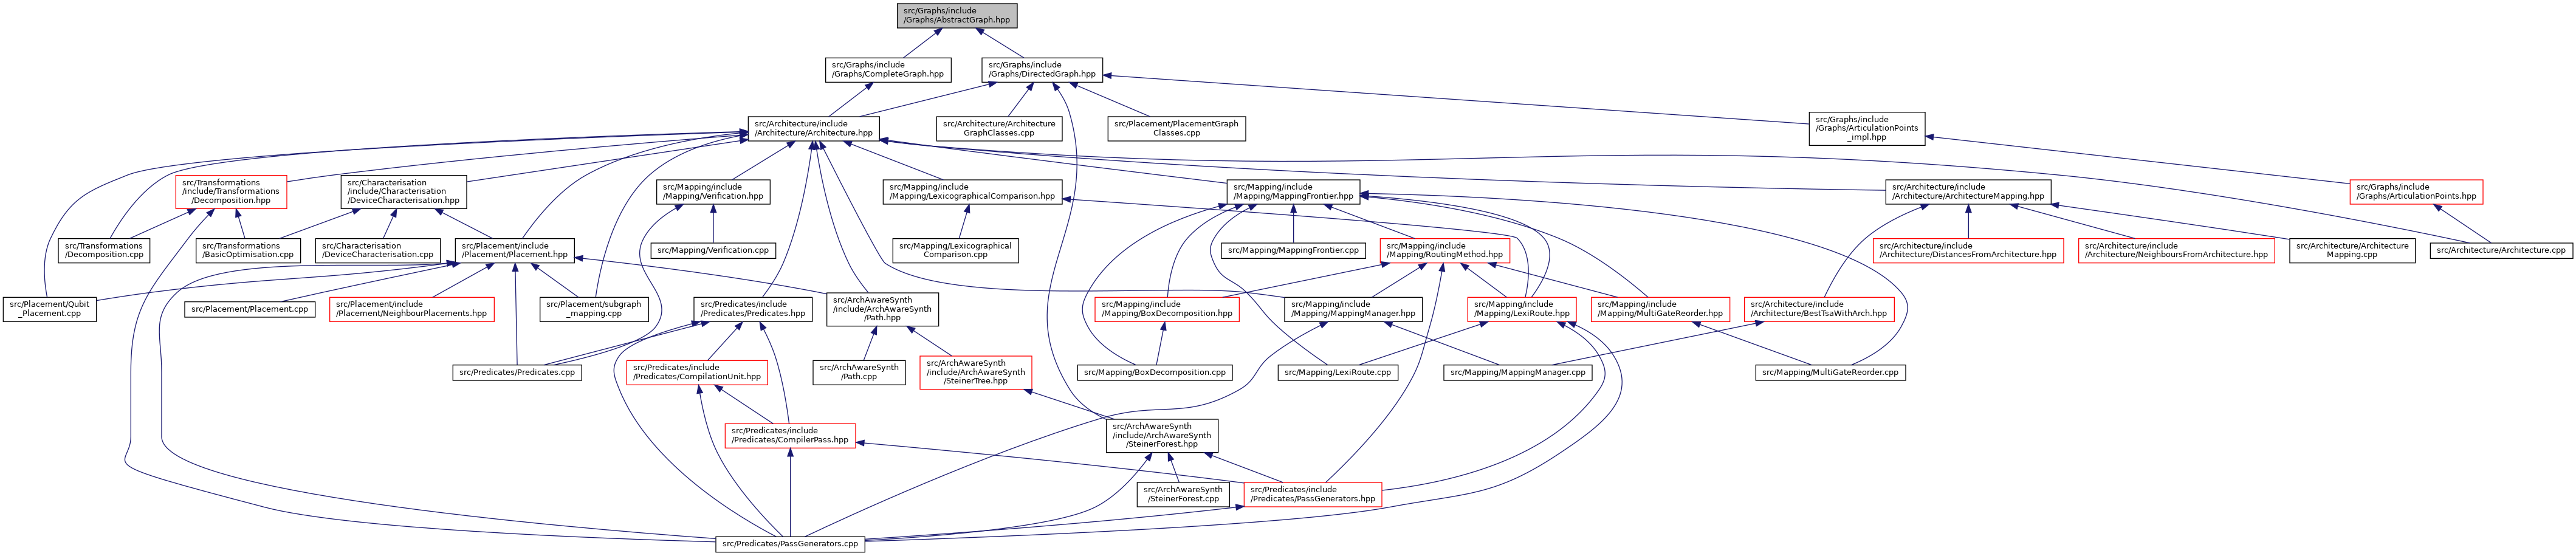 src/Graphs/include
/Graphs/AbstractGraph.hpp
src/Graphs/include
/Graphs/CompleteGraph.hpp
src/Graphs/include
/Graphs/DirectedGraph.hpp
src/Architecture/include
/Architecture/Architecture.hpp
src/Architecture/Architecture
GraphClasses.cpp
src/Placement/PlacementGraph
Classes.cpp
src/Graphs/include
/Graphs/ArticulationPoints
_impl.hpp
src/Transformations
/include/Transformations
/Decomposition.hpp
src/Characterisation
/include/Characterisation
/DeviceCharacterisation.hpp
src/Mapping/include
/Mapping/Verification.hpp
src/Mapping/include
/Mapping/LexicographicalComparison.hpp
src/Mapping/include
/Mapping/MappingFrontier.hpp
src/Architecture/include
/Architecture/ArchitectureMapping.hpp
src/Graphs/include
/Graphs/ArticulationPoints.hpp
src/Transformations
/Decomposition.cpp
src/Transformations
/BasicOptimisation.cpp
src/Characterisation
/DeviceCharacterisation.cpp
src/Placement/include
/Placement/Placement.hpp
src/Mapping/Verification.cpp
src/Mapping/Lexicographical
Comparison.cpp
src/Mapping/MappingFrontier.cpp
src/Mapping/include
/Mapping/RoutingMethod.hpp
src/Architecture/include
/Architecture/DistancesFromArchitecture.hpp
src/Architecture/include
/Architecture/NeighboursFromArchitecture.hpp
src/Architecture/Architecture
Mapping.cpp
src/Architecture/Architecture.cpp
src/Placement/Qubit
_Placement.cpp
src/Placement/Placement.cpp
src/Placement/include
/Placement/NeighbourPlacements.hpp
src/Placement/subgraph
_mapping.cpp
src/Predicates/include
/Predicates/Predicates.hpp
src/ArchAwareSynth
/include/ArchAwareSynth
/Path.hpp
src/Mapping/include
/Mapping/BoxDecomposition.hpp
src/Mapping/include
/Mapping/MappingManager.hpp
src/Mapping/include
/Mapping/LexiRoute.hpp
src/Mapping/include
/Mapping/MultiGateReorder.hpp
src/Architecture/include
/Architecture/BestTsaWithArch.hpp
src/Predicates/Predicates.cpp
src/Predicates/include
/Predicates/CompilationUnit.hpp
src/ArchAwareSynth
/Path.cpp
src/ArchAwareSynth
/include/ArchAwareSynth
/SteinerTree.hpp
src/Mapping/BoxDecomposition.cpp
src/Mapping/LexiRoute.cpp
src/Mapping/MappingManager.cpp
src/Mapping/MultiGateReorder.cpp
src/Predicates/include
/Predicates/CompilerPass.hpp
src/ArchAwareSynth
/include/ArchAwareSynth
/SteinerForest.hpp
src/ArchAwareSynth
/SteinerForest.cpp
src/Predicates/include
/Predicates/PassGenerators.hpp
src/Predicates/PassGenerators.cpp